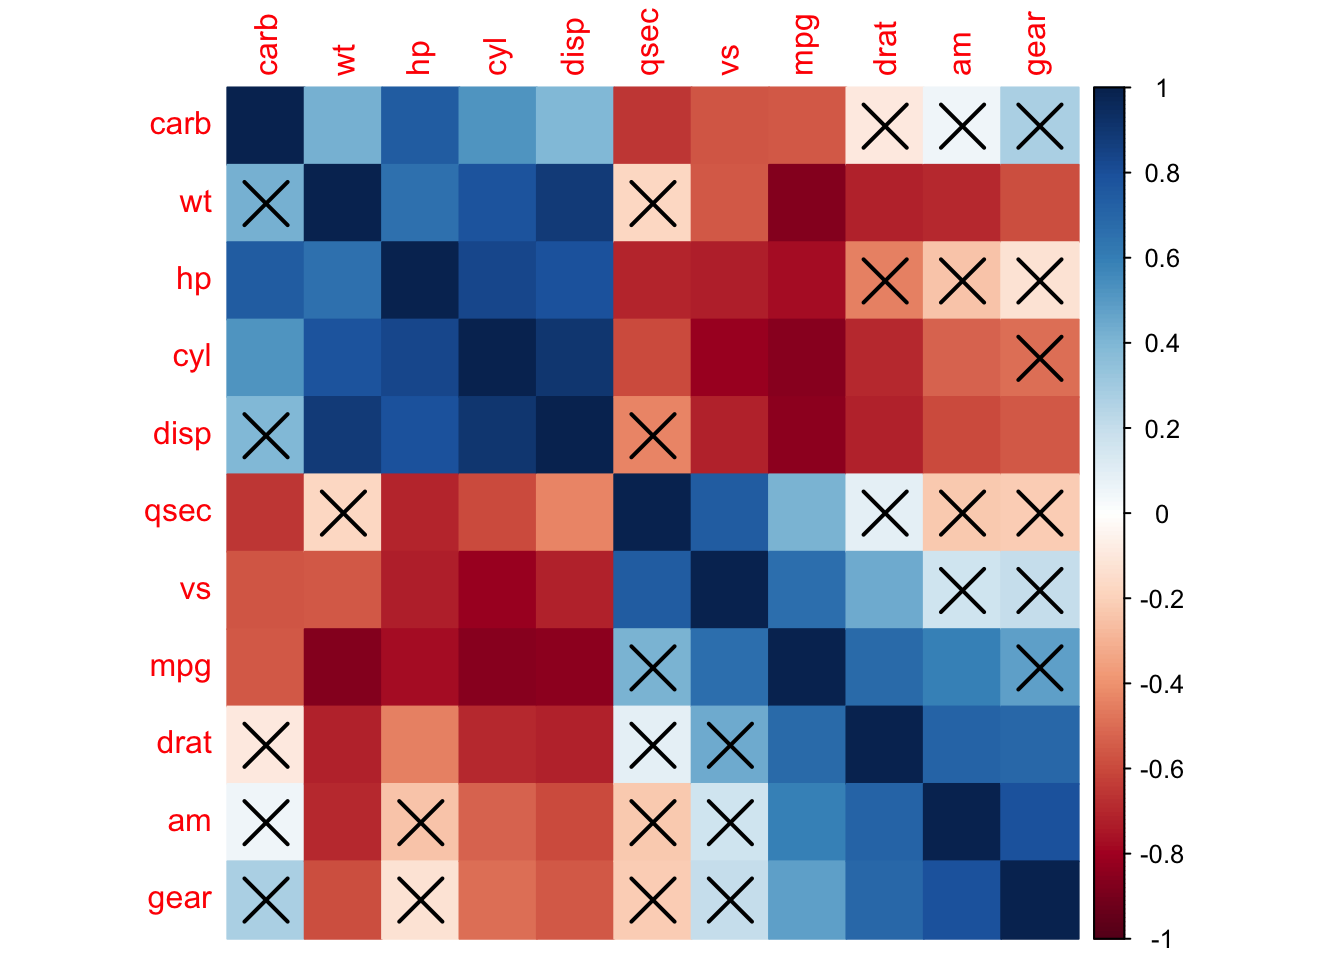 carb wt hp cyl disp qsec vs mpg drat am gear
carb
wt
hp
cyl
disp
qsec
vs
mpg
drat
am
gear
1
0.8
0.6
0.4
0.2
0
-0.2
-0.4
-0.6
-0.8
-1